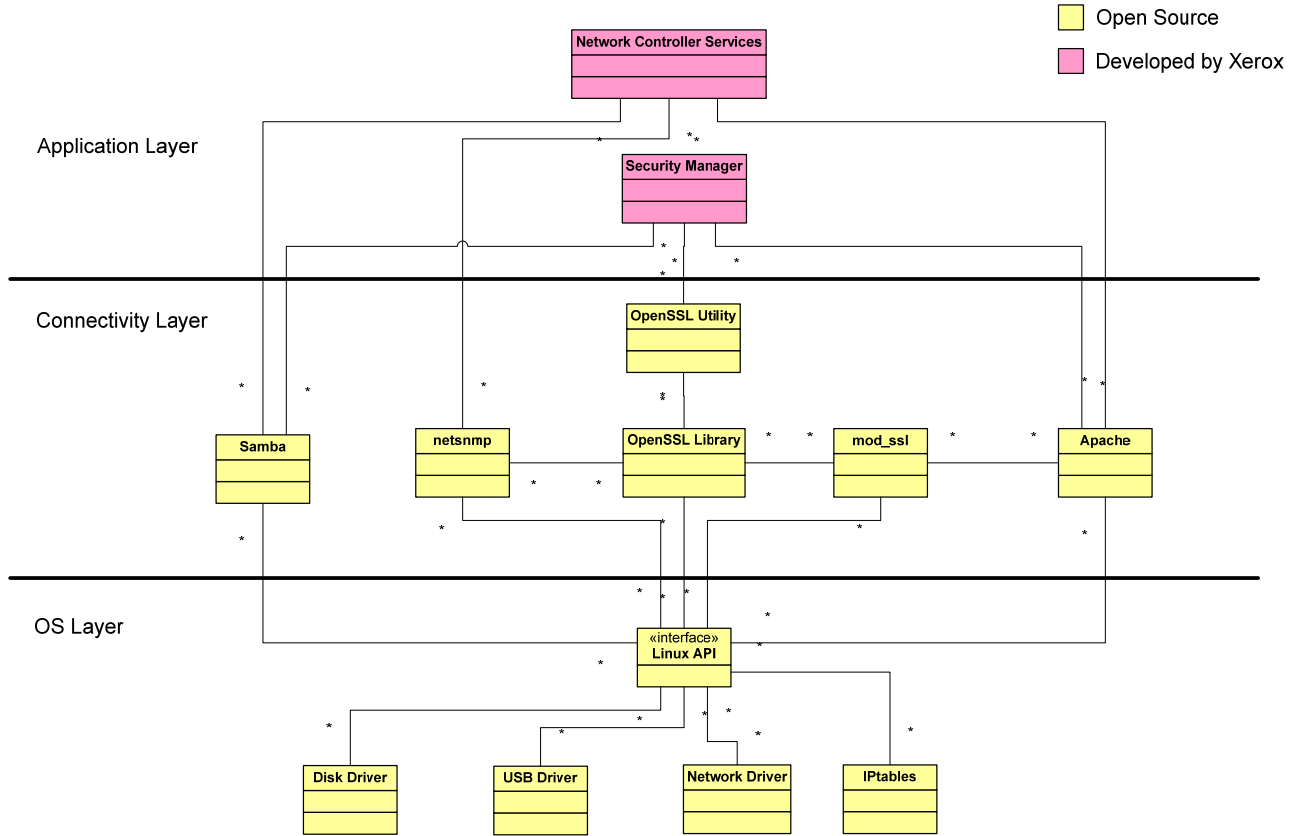 Open Source
Network Controller Services
Developed by Xerox
Application Layer
* * *
Security Manager
*
* *
*
Connectivity Layer
OpenSSL Utility
* * * * *
*
*
Samba
netsnmp
OpenSSL Library
* *
mod_ssl
* *
Apache
* *
* * * *
*
* * *
*
OS Layer
*
«interface»
Linux API
*
*
* * * *
* * * *
Disk Driver
USB Driver
Network Driver
IPtables